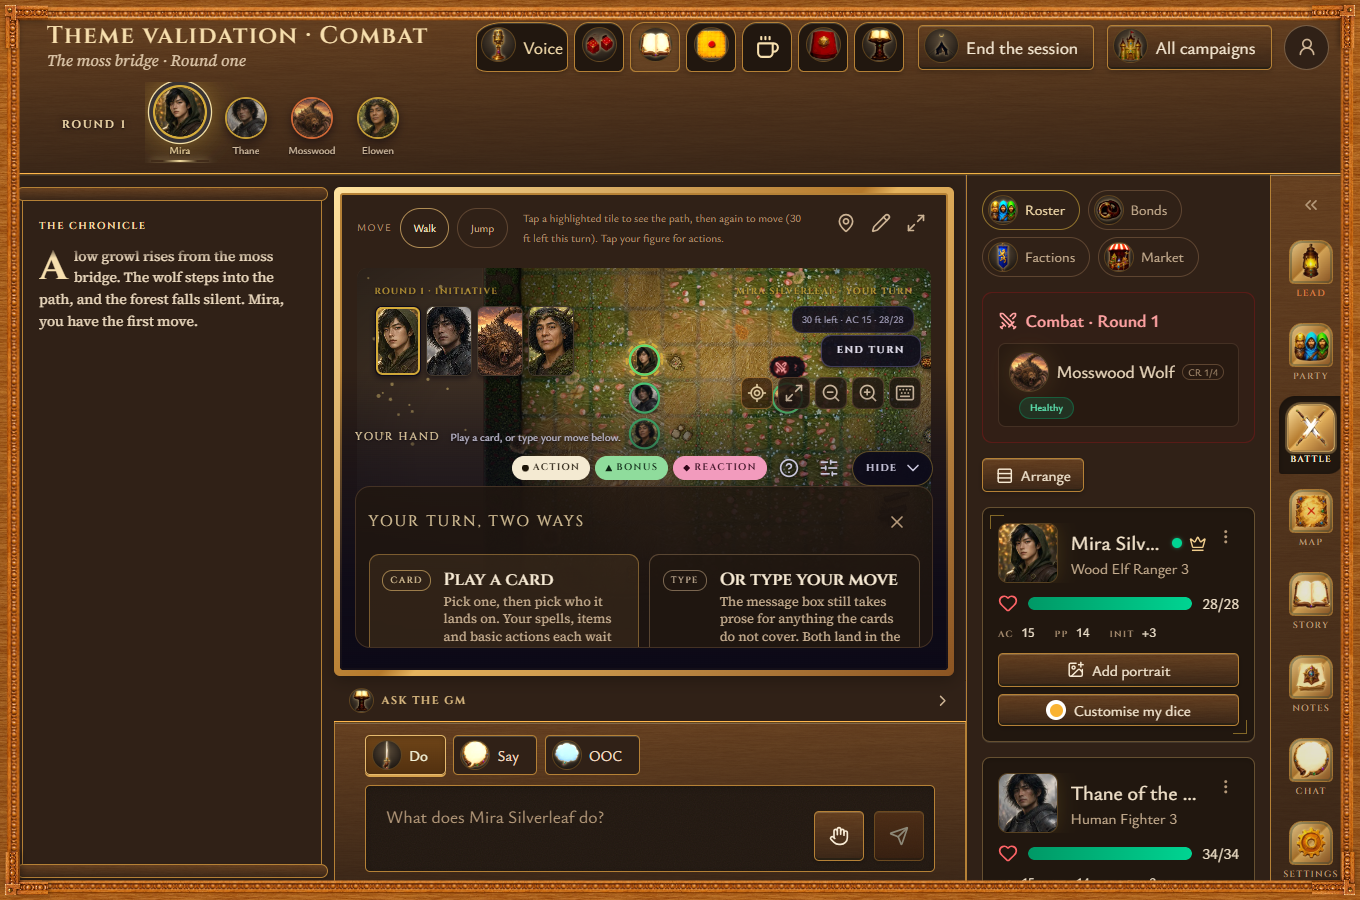 Theme validation · Combat
The moss bridge · Round one
Voice
End the session
All campaigns
ROUND 1
Mira
Thane
Mosswood
Elowen
THE CHRONICLE
A low growl rises from the moss
bridge. The wolf steps into the
path, and the forest falls silent. Mira,
you have the first move.
MOVE
Walk
Jump
Tap a highlighted tile to see the path, then again to move (30
ft left this turn). Tap your figure for actions.
ROUND 1 · INITIATIVE
MIRA SILVERLEAF · YOUR TURN
30 ft left · AC 15 · 28/28
END TURN
YOUR HAND
Play a card, or type your move below.
ACTION
BONUS
REACTION
HIDE
YOUR TURN, TWO WAYS
CARD
Play a card
Pick one, then pick who it
lands on. Your spells, items
and basic actions each wait
TYPE
Or type your move
The message box still takes
prose for anything the cards
do not cover. Both land in the
ASK THE GM
Do
Say
OOC
What does Mira Silverleaf do?
Roster
Bonds
Factions
Market
Combat · Round 1
Mosswood Wolf
CR 1/4
Healthy
Arrange
Mira Silv...
Wood Elf Ranger 3
28/28
AC 15 PP 14 INIT +3
Add portrait
Customise my dice
Thane of the ...
Human Fighter 3
34/34
LEAD
PARTY
BATTLE
MAP
STORY
NOTES
CHAT
SETTINGS